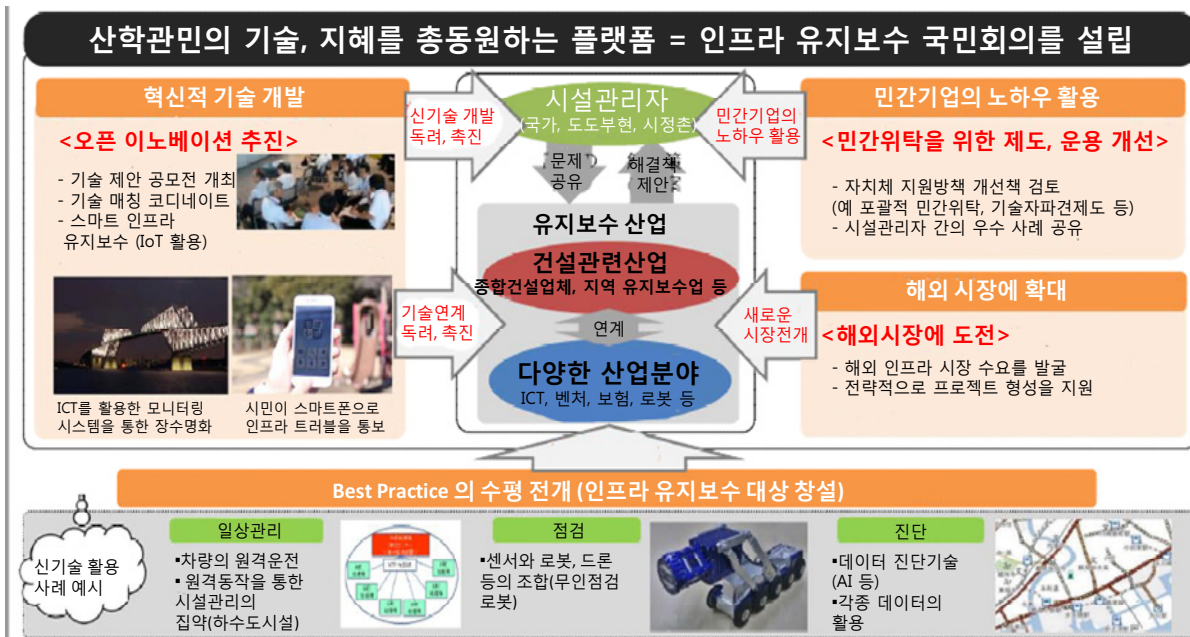 산학관민의 기술, 지혜를 총동원하는 플랫폼 = 인프라 유지보수 국민회의를 설립
혁신적 기술 개발
<오픈 이노베이션 추진>
- 기술 제안 공모전 개최
- 기술 매칭 코디네이트
- 스마트 인프라
유지보수 (IoT 활용)
ICT를 활용한 모니터링
시스템을 통한 장수명화
시민이 스마트폰으로
인프라 트러블을 통보
신기술 개발
독려, 촉진
기술연계
독려, 촉진
시설관리자
(국가, 도도부현, 시정촌)
문제
공유
해결책
제안
유지보수 산업
건설관련산업
종합건설업체, 지역 유지보수업 등
연계
다양한 산업분야
ICT, 벤처, 보험, 로봇 등
민간기업의
노하우 활용
새로운
시장전개
민간기업의 노하우 활용
<민간위탁을 위한 제도, 운용 개선>
- 자치체 지원방책 개선책 검토
(예 포괄적 민간위탁, 기술자파견제도 등)
- 시설관리자 간의 우수 사례 공유
해외 시장에 확대
<해외시장에 도전>
- 해외 인프라 시장 수요를 발굴
- 전략적으로 프로젝트 형성을 지원
Best Practice 의 수평 전개 (인프라 유지보수 대상 창설)
신기술 활용
사례 예시
일상관리
▪차량의 원격운전
▪ 원격동작을 통한
시설관리의
집약(하수도시설)
점검
▪센서와 로봇, 드론
등의 조합(무인점검
로봇)
진단
▪데이터 진단기술
(AI 등)
▪각종 데이터의
활용